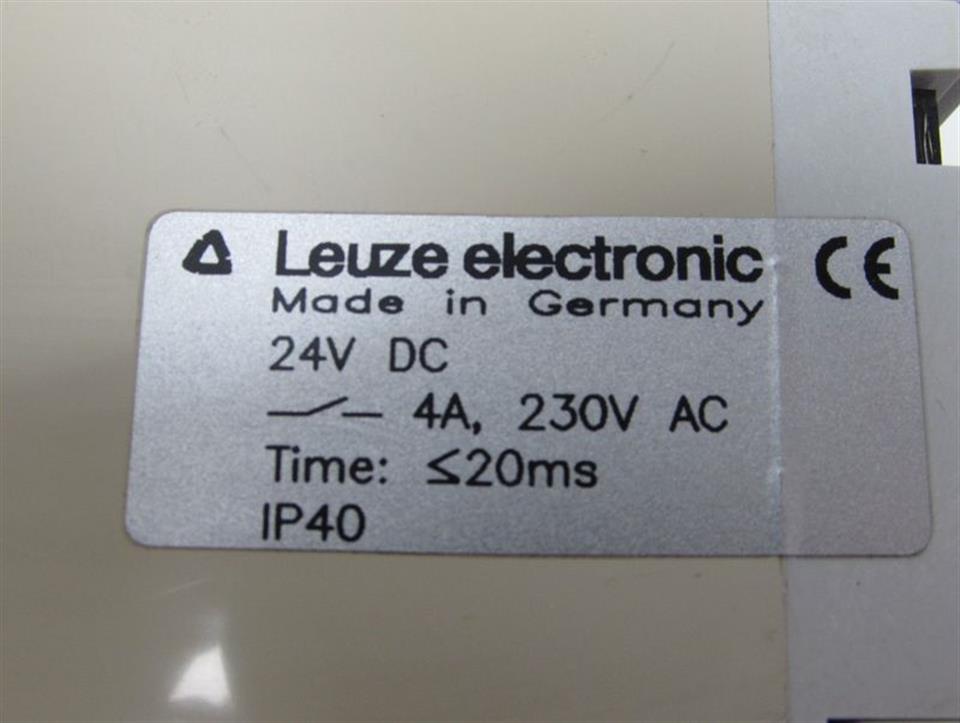 Leuze electronic CE
Made in Germany
24V DC
4A, 230V AC
Time: ≤20ms
IP40